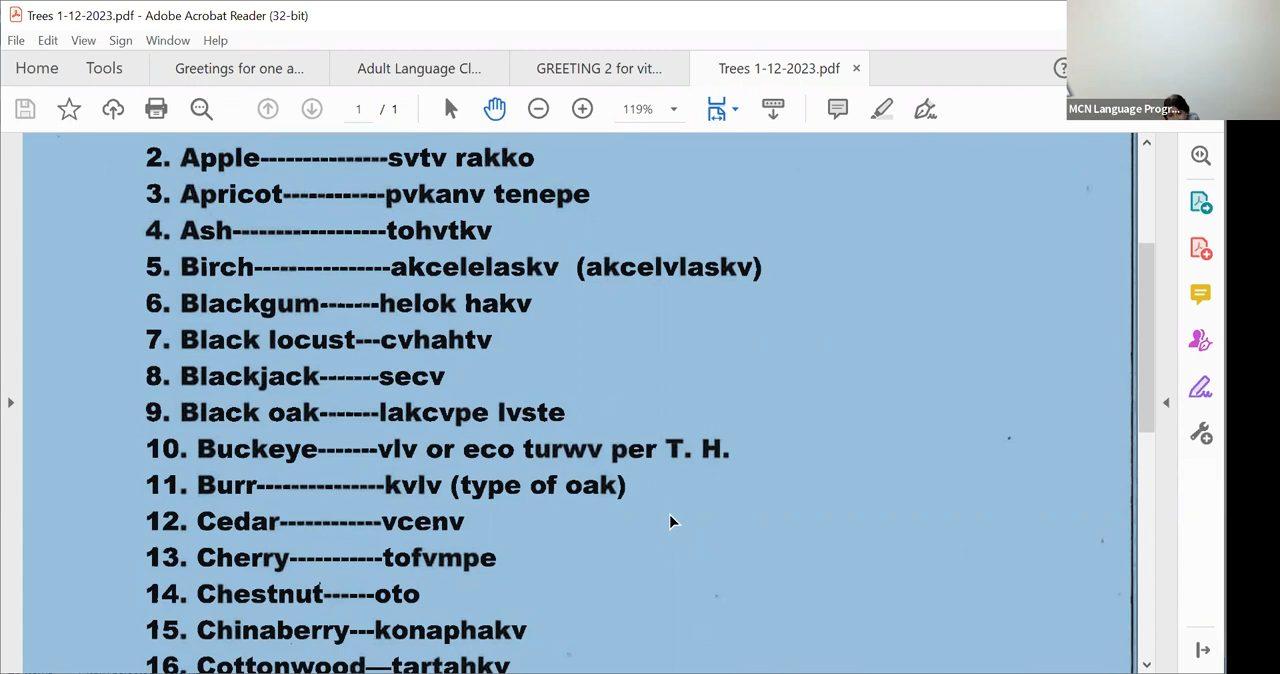 Trees 1-12-2023.pdf - Adobe Acrobat Reader (32-bit)
File Edit View Sign Window Help
Home Tools Greetings for one a... Adult Language Cl... GREETING 2 for vit... Trees 1-12-2023.pdf
1 / 1 119%
MCN Language Progr...
2. Apple---------------svtv rakko
3. Apricot------------pvkanv tenepe
4. Ash------------------tohvtkv
5. Birch----------------akcelelaskv (akcelvlaskv)
6. Blackgum-------helok hakv
7. Black locust---cvhahtv
8. Blackjack-------secv
9. Black oak-------lakcvpe lvste
10. Buckeye-------vlv or eco turwv per T. H.
11. Burr---------------kvlv (type of oak)
12. Cedar------------vcenv
13. Cherry-----------tofvmpe
14. Chestnut------oto
15. Chinaberry---konaphakv
16. Cottonwood—tartahkv